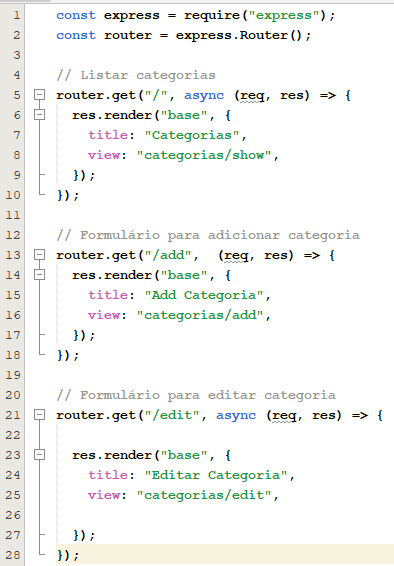 1 const express = require("express");
2 const router = express.Router();
3
4 // Listar categorias
5 router.get("/", async (req, res) => {
6 res.render("base", {
7 title: "Categorias",
8 view: "categorias/show",
9 });
10 });
11
12 // Formulário para adicionar categoria
13 router.get("/add",  (req, res) => {
14 res.render("base", {
15 title: "Add Categoria",
16 view: "categorias/add",
17 });
18 });
19
20 // Formulário para editar categoria
21 router.get("/edit", async (req, res) => {
22
23 res.render("base", {
24 title: "Editar Categoria",
25 view: "categorias/edit",
26
27 });
28 });